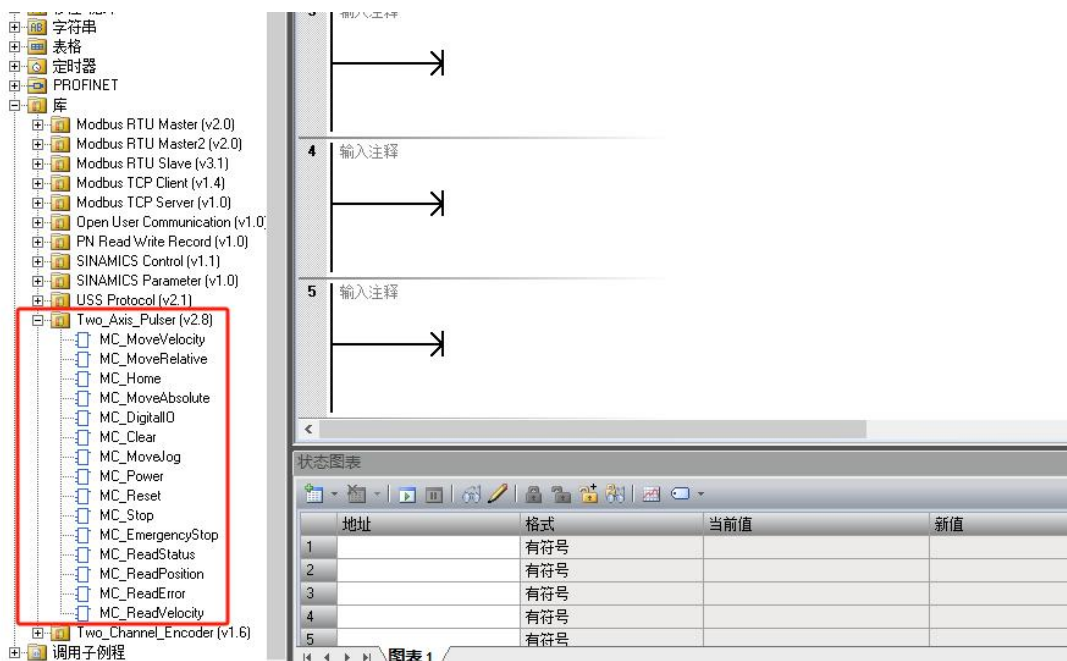 字符串
表格
定时器
PROFINET
库
Modbus RTU Master (v2.0)
Modbus RTU Master2 (v2.0)
Modbus RTU Slave (v3.1)
Modbus TCP Client (v1.4)
Modbus TCP Server (v1.0)
Open User Communication (v1.0
PN Read Write Record (v1.0)
SINAMICS Control (v1.1)
SINAMICS Parameter (v1.0)
USS Protocol (v2.1)
Two_Axis_Pulser (v2.8)
MC_MoveVelocity
MC_MoveRelative
MC_Home
MC_MoveAbsolute
MC_DigitalIO
MC_Clear
MC_MoveJog
MC_Power
MC_Reset
MC_Stop
MC_EmergencyStop
MC_ReadStatus
MC_ReadPosition
MC_ReadError
MC_ReadVelocity
Two_Channel_Encoder (v1.6)
调用子例程
3 输入注释
4 输入注释
5 输入注释
状态图表
地址 格式 当前值 新值
1 有符号
2 有符号
3 有符号
4 有符号
5 有符号
图表 1